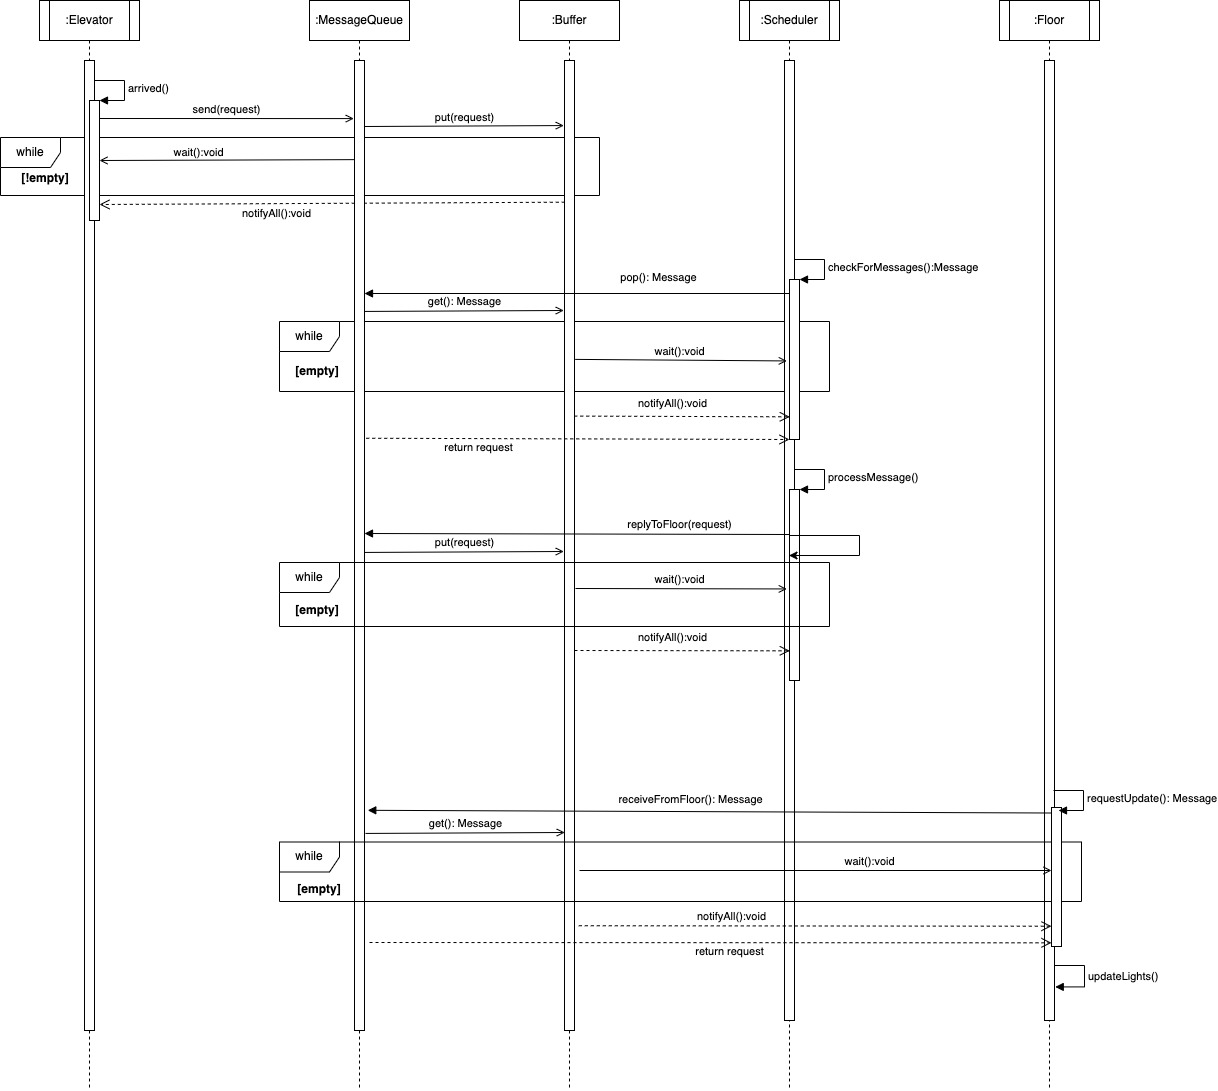 :Elevator
:MessageQueue
:Buffer
:Scheduler
:Floor
arrived()
send(request)
put(request)
while
wait():void
[!empty]
notifyAll():void
checkForMessages():Message
pop(): Message
get(): Message
while
wait():void
[empty]
notifyAll():void
return request
processMessage()
replyToFloor(request)
put(request)
while
wait():void
[empty]
notifyAll():void
requestUpdate(): Message
receiveFromFloor(): Message
get(): Message
while
wait():void
[empty]
notifyAll():void
return request
updateLights()